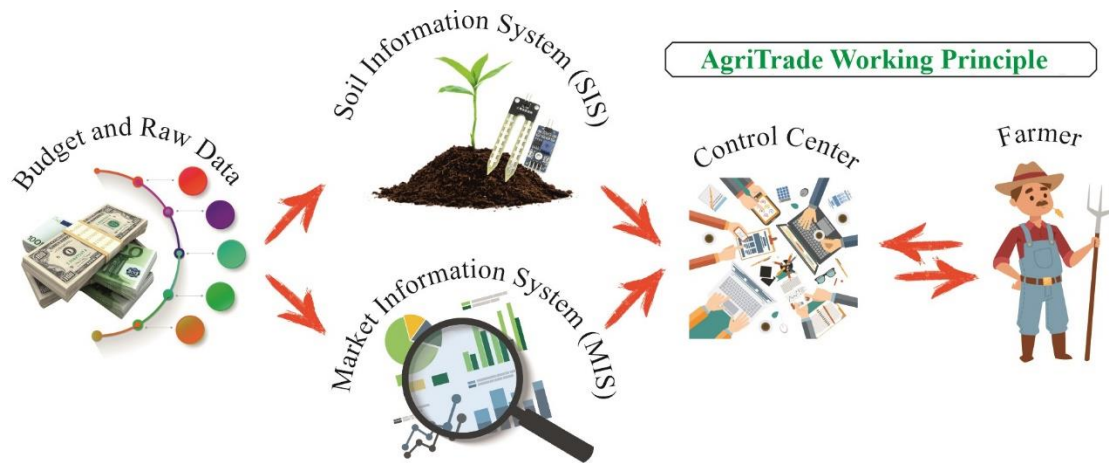 Budget and Raw Data
Soil Information System (SIS)
Market Information System (MIS)
AgriTrade Working Principle
Control Center
Farmer